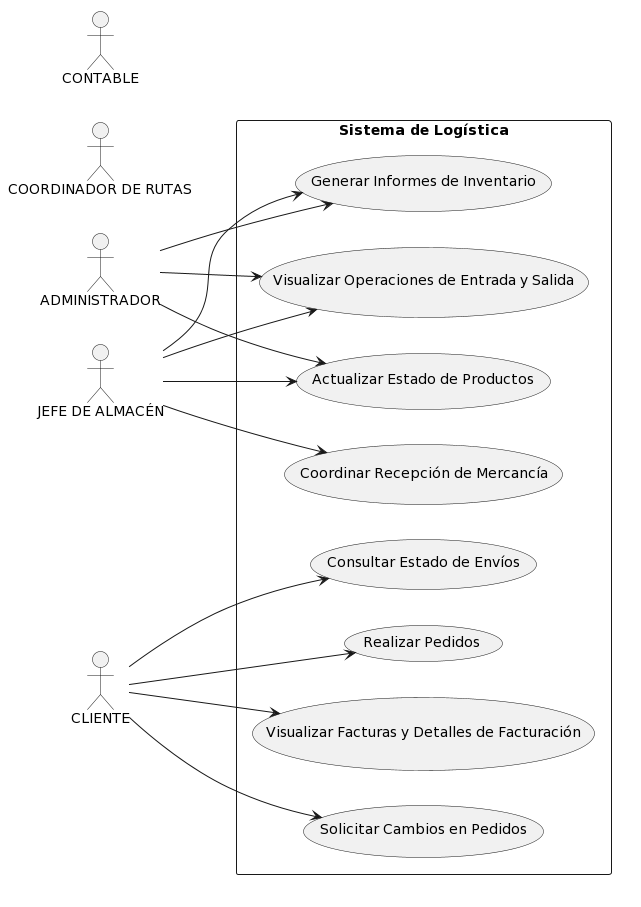 CONTABLE
COORDINADOR DE RUTAS
Sistema de Logística
Generar Informes de Inventario
ADMINISTRADOR
Visualizar Operaciones de Entrada y Salida
JEFE DE ALMACÉN
Actualizar Estado de Productos
Coordinar Recepción de Mercancía
Consultar Estado de Envíos
Realizar Pedidos
CLIENTE
Visualizar Facturas y Detalles de Facturación
Solicitar Cambios en Pedidos